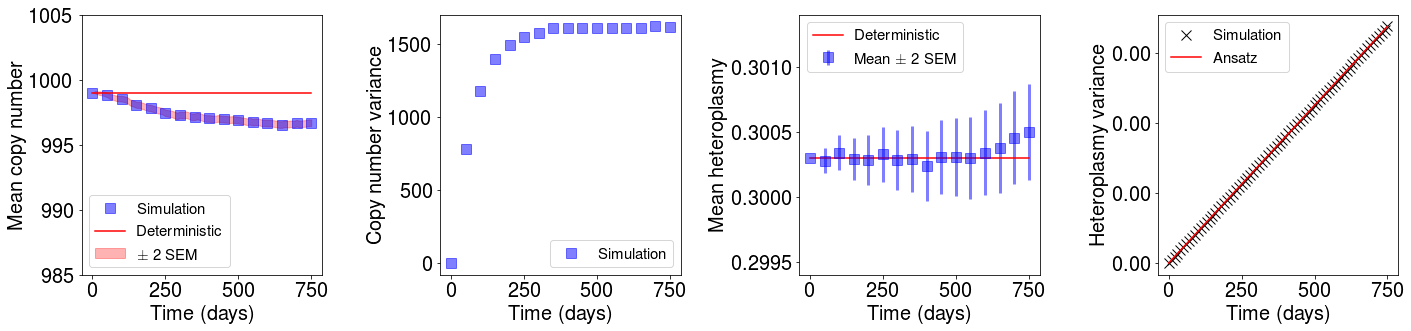 Mean copy number
1005
1000
995
990
985
Simulation
Deterministic
± 2 SEM
0 250 500 750
Time (days)
Copy number variance
1500
1000
500
0
Simulation
0 250 500 750
Time (days)
Mean heteroplasmy
0.3010
0.3005
0.3000
0.2995
Deterministic
Mean ± 2 SEM
0 250 500 750
Time (days)
Heteroplasmy variance
0.00
0.00
0.00
0.00
Simulation
Ansatz
0 250 500 750
Time (days)